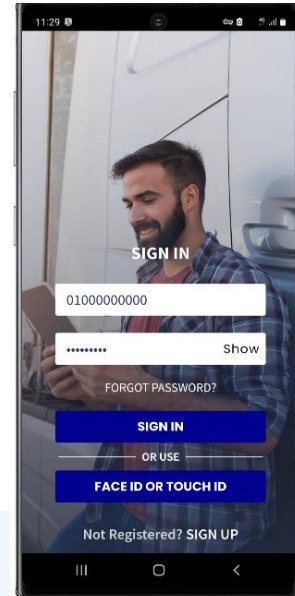 11:29
SIGN IN
01000000000
•••••••••
Show
FORGOT PASSWORD?
SIGN IN
OR USE
FACE ID OR TOUCH ID
Not Registered? SIGN UP